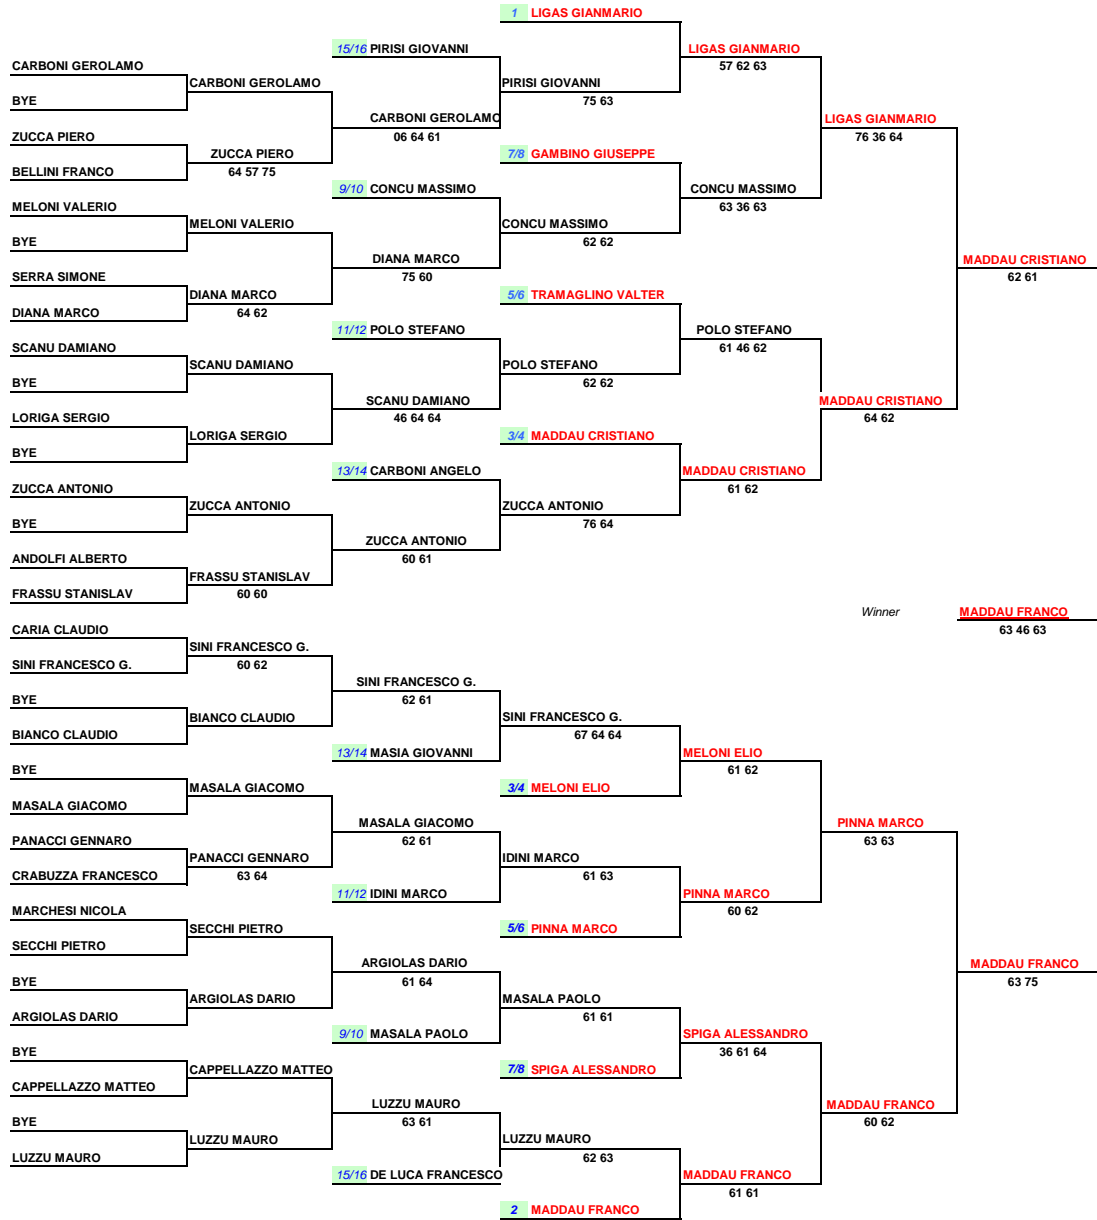 1 LIGAS GIANMARIO
15/16 PIRISI GIOVANNI LIGAS GIANMARIO
CARBONI GEROLAMO 57 62 63
CARBONI GEROLAMO PIRISI GIOVANNI
BYE 75 63
CARBONI GEROLAMO LIGAS GIANMARIO
ZUCCA PIERO 06 64 61 76 36 64
ZUCCA PIERO 7/8 GAMBINO GIUSEPPE
BELLINI FRANCO 64 57 75
9/10 CONCU MASSIMO CONCU MASSIMO
MELONI VALERIO 63 36 63
MELONI VALERIO CONCU MASSIMO
BYE 62 62
DIANA MARCO MADDAU CRISTIANO
SERRA SIMONE 75 60 62 61
DIANA MARCO 5/6 TRAMAGLINO VALTER
DIANA MARCO 64 62
11/12 POLO STEFANO POLO STEFANO
SCANU DAMIANO 61 46 62
SCANU DAMIANO POLO STEFANO
BYE 62 62
SCANU DAMIANO MADDAU CRISTIANO
LORIGA SERGIO 46 64 64 64 62
LORIGA SERGIO 3/4 MADDAU CRISTIANO
BYE
13/14 CARBONI ANGELO MADDAU CRISTIANO
ZUCCA ANTONIO 61 62
ZUCCA ANTONIO ZUCCA ANTONIO
BYE 76 64
ZUCCA ANTONIO
ANDOLFI ALBERTO 60 61
FRASSU STANISLAV
FRASSU STANISLAV 60 60
Winner MADDAU FRANCO
CARIA CLAUDIO 63 46 63
SINI FRANCESCO G.
SINI FRANCESCO G. 60 62
SINI FRANCESCO G.
BYE 62 61
BIANCO CLAUDIO SINI FRANCESCO G.
BIANCO CLAUDIO 67 64 64
13/14 MASIA GIOVANNI MELONI ELIO
BYE 61 62
MASALA GIACOMO 3/4 MELONI ELIO
MASALA GIACOMO
MASALA GIACOMO PINNA MARCO
PANACCI GENNARO 62 61 63 63
PANACCI GENNARO IDINI MARCO
CRABUZZA FRANCESCO 63 64 61 63
11/12 IDINI MARCO PINNA MARCO
MARCHESI NICOLA 60 62
SECCHI PIETRO 5/6 PINNA MARCO
SECCHI PIETRO
ARGIOLAS DARIO MADDAU FRANCO
BYE 61 64 63 75
ARGIOLAS DARIO MASALA PAOLO
ARGIOLAS DARIO 61 61
9/10 MASALA PAOLO SPIGA ALESSANDRO
BYE 36 61 64
CAPPELLAZZO MATTEO 7/8 SPIGA ALESSANDRO
CAPPELLAZZO MATTEO
LUZZU MAURO MADDAU FRANCO
BYE 63 61 60 62
LUZZU MAURO LUZZU MAURO
LUZZU MAURO 62 63
15/16 DE LUCA FRANCESCO MADDAU FRANCO
61 61
2 MADDAU FRANCO